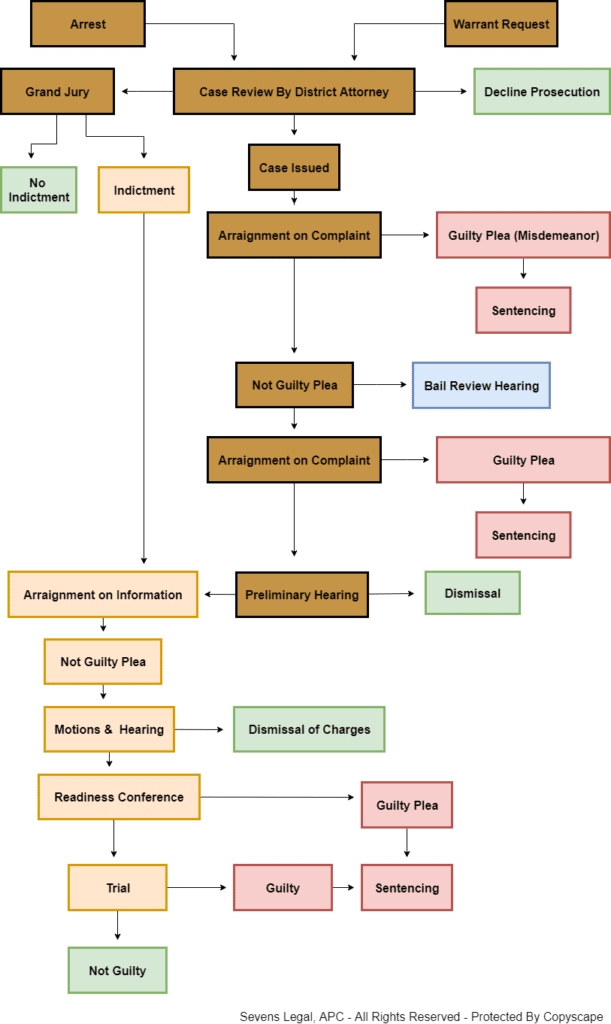 Arrest
Warrant Request
Grand Jury
Case Review By District Attorney
Decline Prosecution
Case Issued
No
Indictment
Indictment
Arraignment on Complaint
Guilty Plea (Misdemeanor)
Sentencing
Not Guilty Plea
Bail Review Hearing
Arraignment on Complaint
Guilty Plea
Sentencing
Arraignment on Information
Preliminary Hearing
Dismissal
Not Guilty Plea
Motions & Hearing
Dismissal of Charges
Readiness Conference
Guilty Plea
Trial
Guilty
Sentencing
Not Guilty
Sevens Legal, APC - All Rights Reserved - Protected By Copyscape